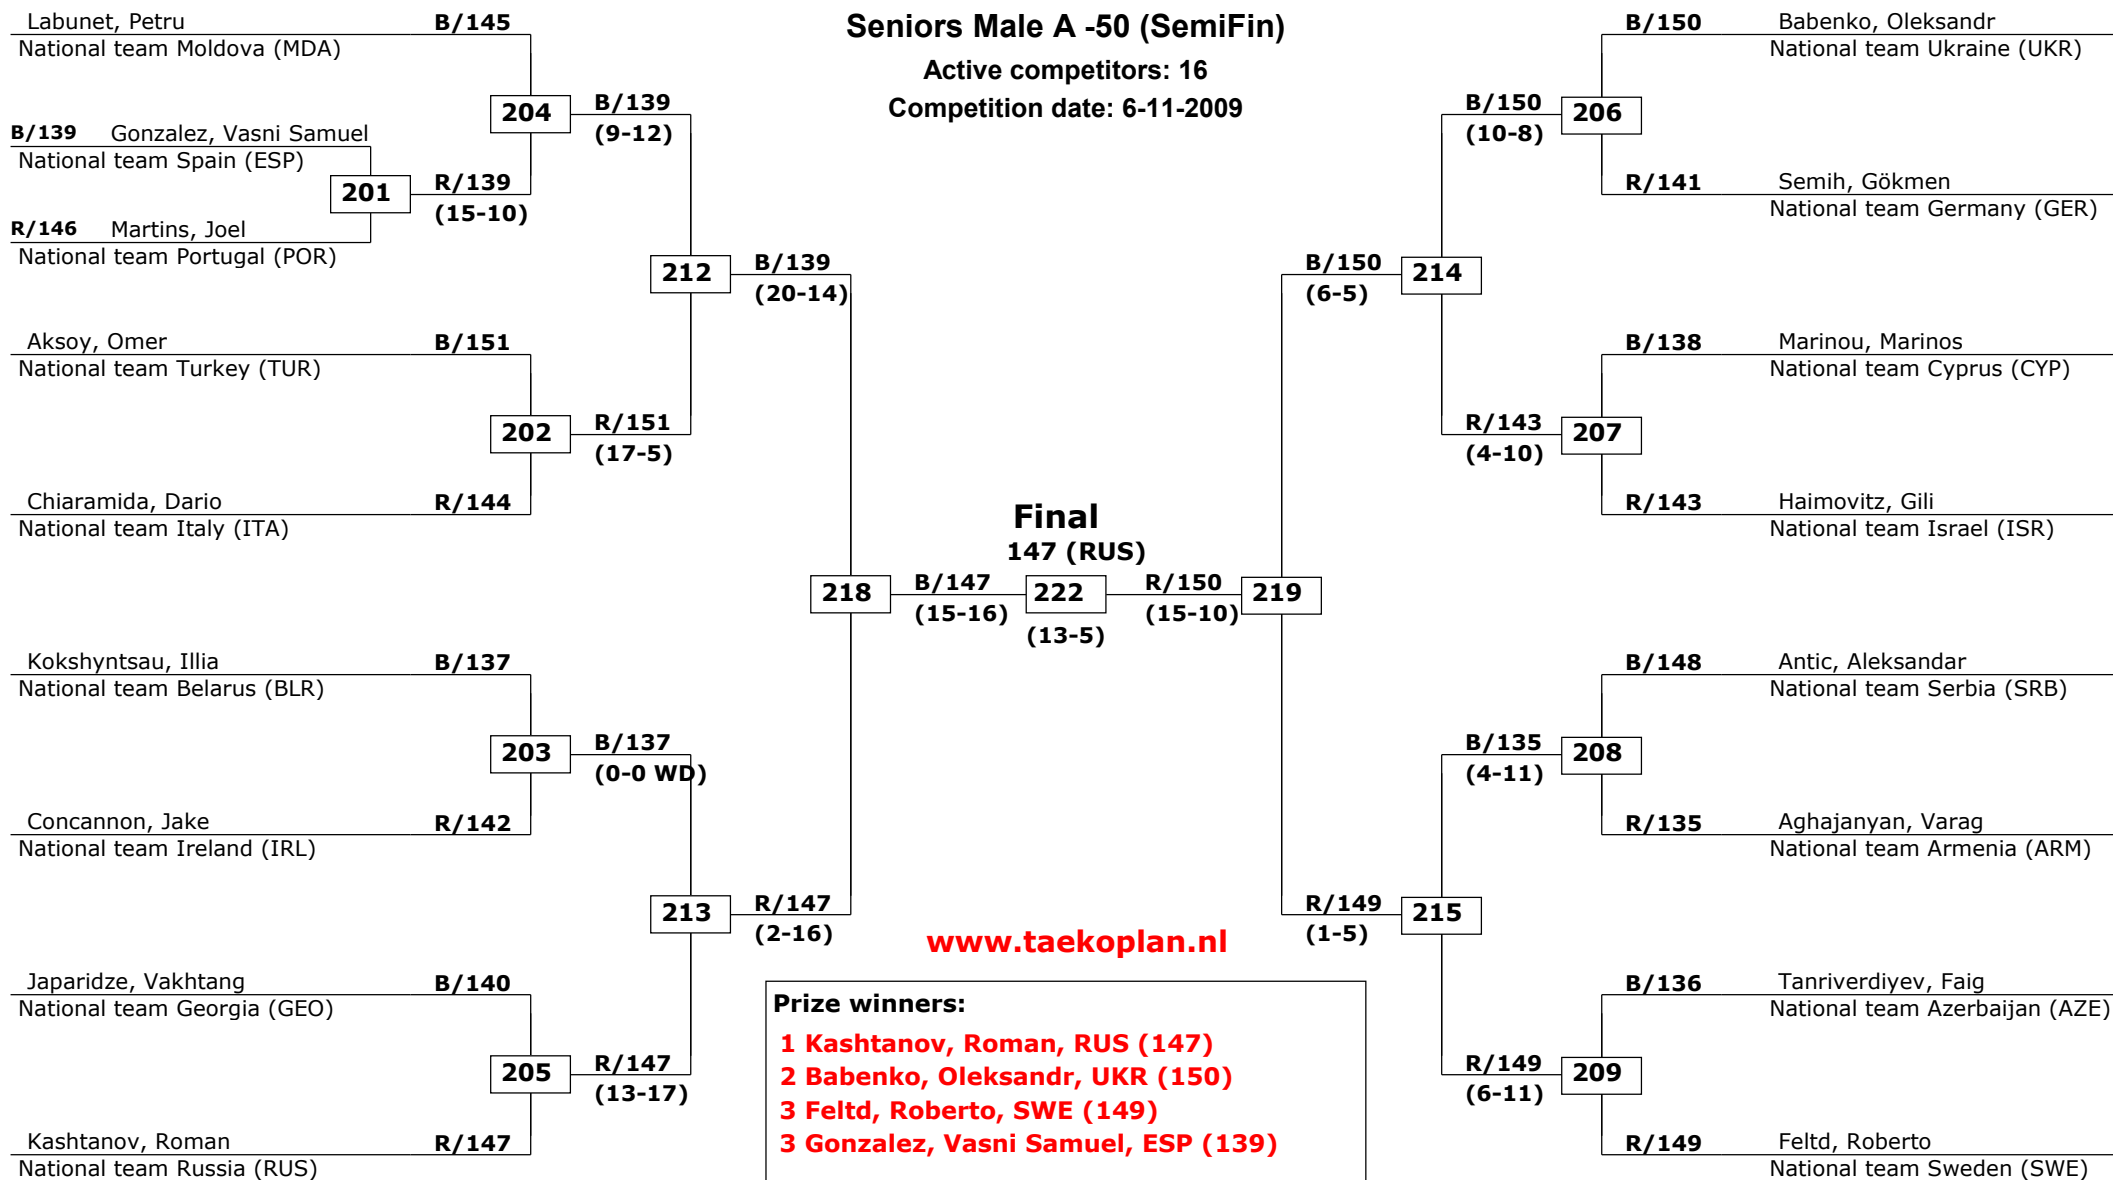 Seniors Male A -50 (SemiFin)
Active competitors: 16
Competition date: 6-11-2009
Labunet, Petru B/145
National team Moldova (MDA)
204
B/139
(9-12)
B/139 Gonzalez, Vasni Samuel
National team Spain (ESP)
201
R/139
(15-10)
R/146 Martins, Joel
National team Portugal (POR)
212
B/139
(20-14)
Aksoy, Omer B/151
National team Turkey (TUR)
202
R/151
(17-5)
Chiaramida, Dario R/144
National team Italy (ITA)
218
B/147
(15-16)
Kokshyntsau, Illia B/137
National team Belarus (BLR)
203
B/137
(0-0 WD)
Concannon, Jake R/142
National team Ireland (IRL)
213
R/147
(2-16)
Japaridze, Vakhtang B/140
National team Georgia (GEO)
205
R/147
(13-17)
Kashtanov, Roman R/147
National team Russia (RUS)
Final
147 (RUS)
222
(13-5)
R/150
(15-10)
219
B/150 Babenko, Oleksandr
National team Ukraine (UKR)
B/150
(10-8)
206
R/141 Semih, Gökmen
National team Germany (GER)
B/150
(6-5)
214
B/138 Marinou, Marinos
National team Cyprus (CYP)
R/143
(4-10)
207
R/143 Haimovitz, Gili
National team Israel (ISR)
B/148 Antic, Aleksandar
National team Serbia (SRB)
B/135
(4-11)
208
R/135 Aghajanyan, Varag
National team Armenia (ARM)
R/149
(1-5)
215
B/136 Tanriverdiyev, Faig
National team Azerbaijan (AZE)
R/149
(6-11)
209
R/149 Feltd, Roberto
National team Sweden (SWE)
www.taekoplan.nl
Prize winners:
1 Kashtanov, Roman, RUS (147)
2 Babenko, Oleksandr, UKR (150)
3 Feltd, Roberto, SWE (149)
3 Gonzalez, Vasni Samuel, ESP (139)